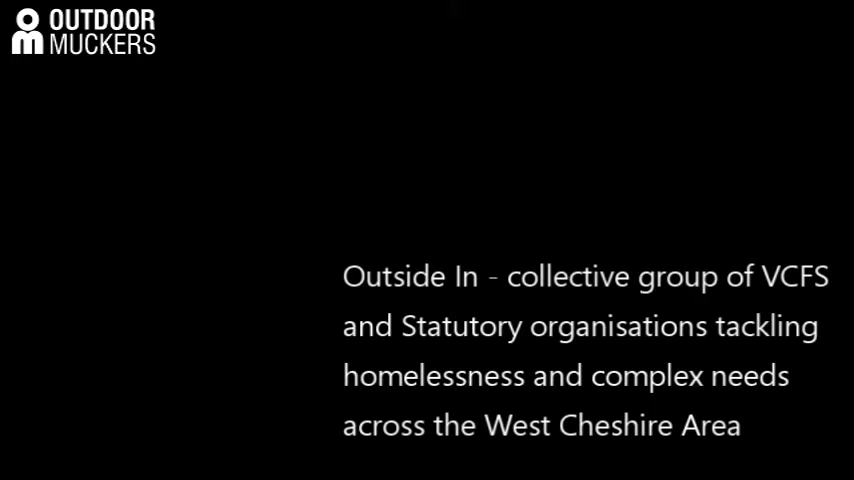 OUTDOOR
MUCKERS
Outside In - collective group of VCFS
and Statutory organisations tackling
homelessness and complex needs
across the West Cheshire Area